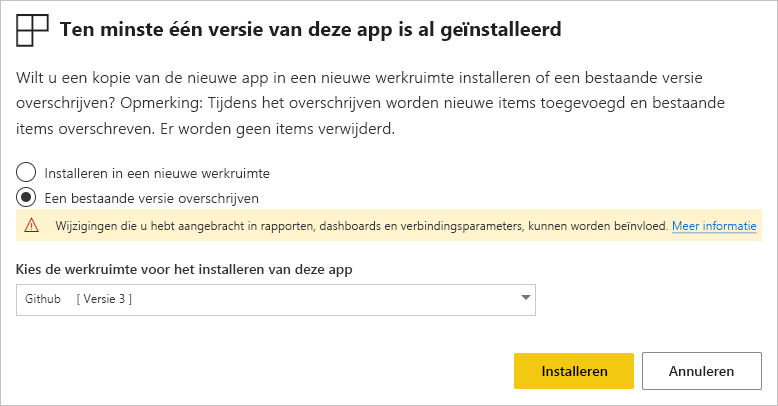 Ten minste één versie van deze app is al geïnstalleerd
Wilt u een kopie van de nieuwe app in een nieuwe werkruimte installeren of een bestaande versie
overschrijven? Opmerking: Tijdens het overschrijven worden nieuwe items toegevoegd en bestaande
items overschreven. Er worden geen items verwijderd.
Installeren in een nieuwe werkruimte
Een bestaande versie overschrijven
Wijzigingen die u hebt aangebracht in rapporten, dashboards en verbindingsparameters, kunnen worden beïnvloed. Meer informatie
Kies de werkruimte voor het installeren van deze app
Github [ Versie 3 ]
Installeren Annuleren